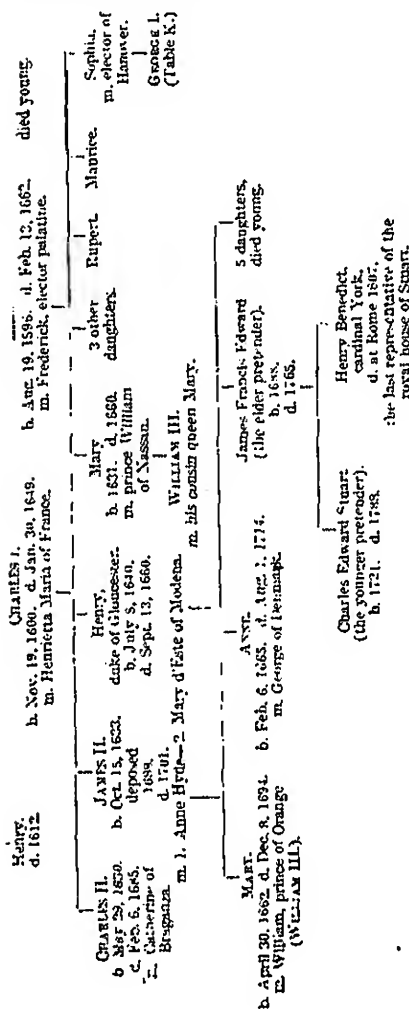 Henry.
d. 1612
CHARLES I.
b. Nov. 19, 1600. d. Jan. 30, 1649.
m. Henrietta Maria of France.
b. Aug. 19, 1596. d. Feb. 13, 1662.
m. Frederick, elector palatine.
died young.
CHARLES II.
b. May 29, 1630.
d. Feb. 6, 1685.
m. Catherine of
Braganza.
JAMES II.
b. Oct. 15, 1633.
deposed
1688.
d. 1701.
Henry,
duke of Gloucester.
b. July 8, 1640.
d. Sept. 13, 1660.
Mary
b. 1631. d. 1660.
m. prince William
of Nassau.
3 other
daughters.
Rupert.
Maurice.
Sophia.
m. elector of
Hanover.
WILLIAM III.
m. his cousin queen Mary.
GEORGE I.
(Table K.)
m. 1. Anne Hyde—2 Mary d'Este of Modena.
MARY.
b. April 30, 1662 d. Dec. 8, 1694.
m. William, prince of Orange
(WILLIAM III.).
ANNE.
b. Feb. 6, 1665. d. Aug. 1, 1714.
m. George of Denmark.
James Francis Edward
(the elder pretender).
b. 1688.
d. 1765.
5 daughters,
died young.
Charles Edward Stuart
(the younger pretender).
b. 1721. d. 1788.
Henry Benedict,
cardinal York,
d. at Rome 1807.
the last representative of the
royal house of Stuart.